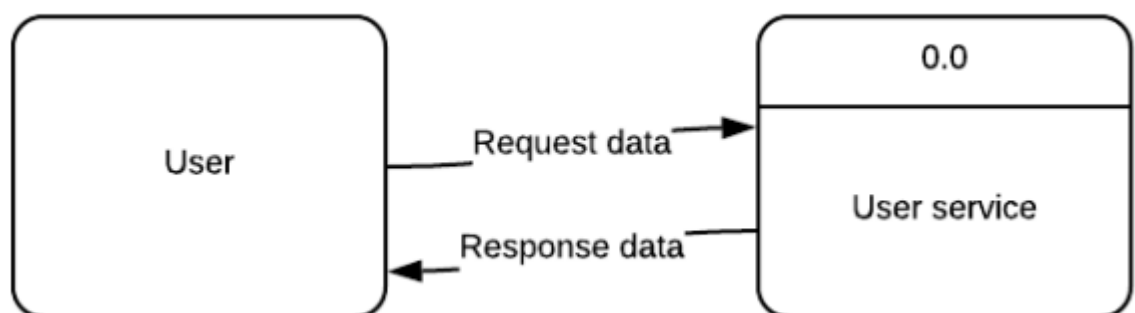 0.0
User
Request data
User service
Response data